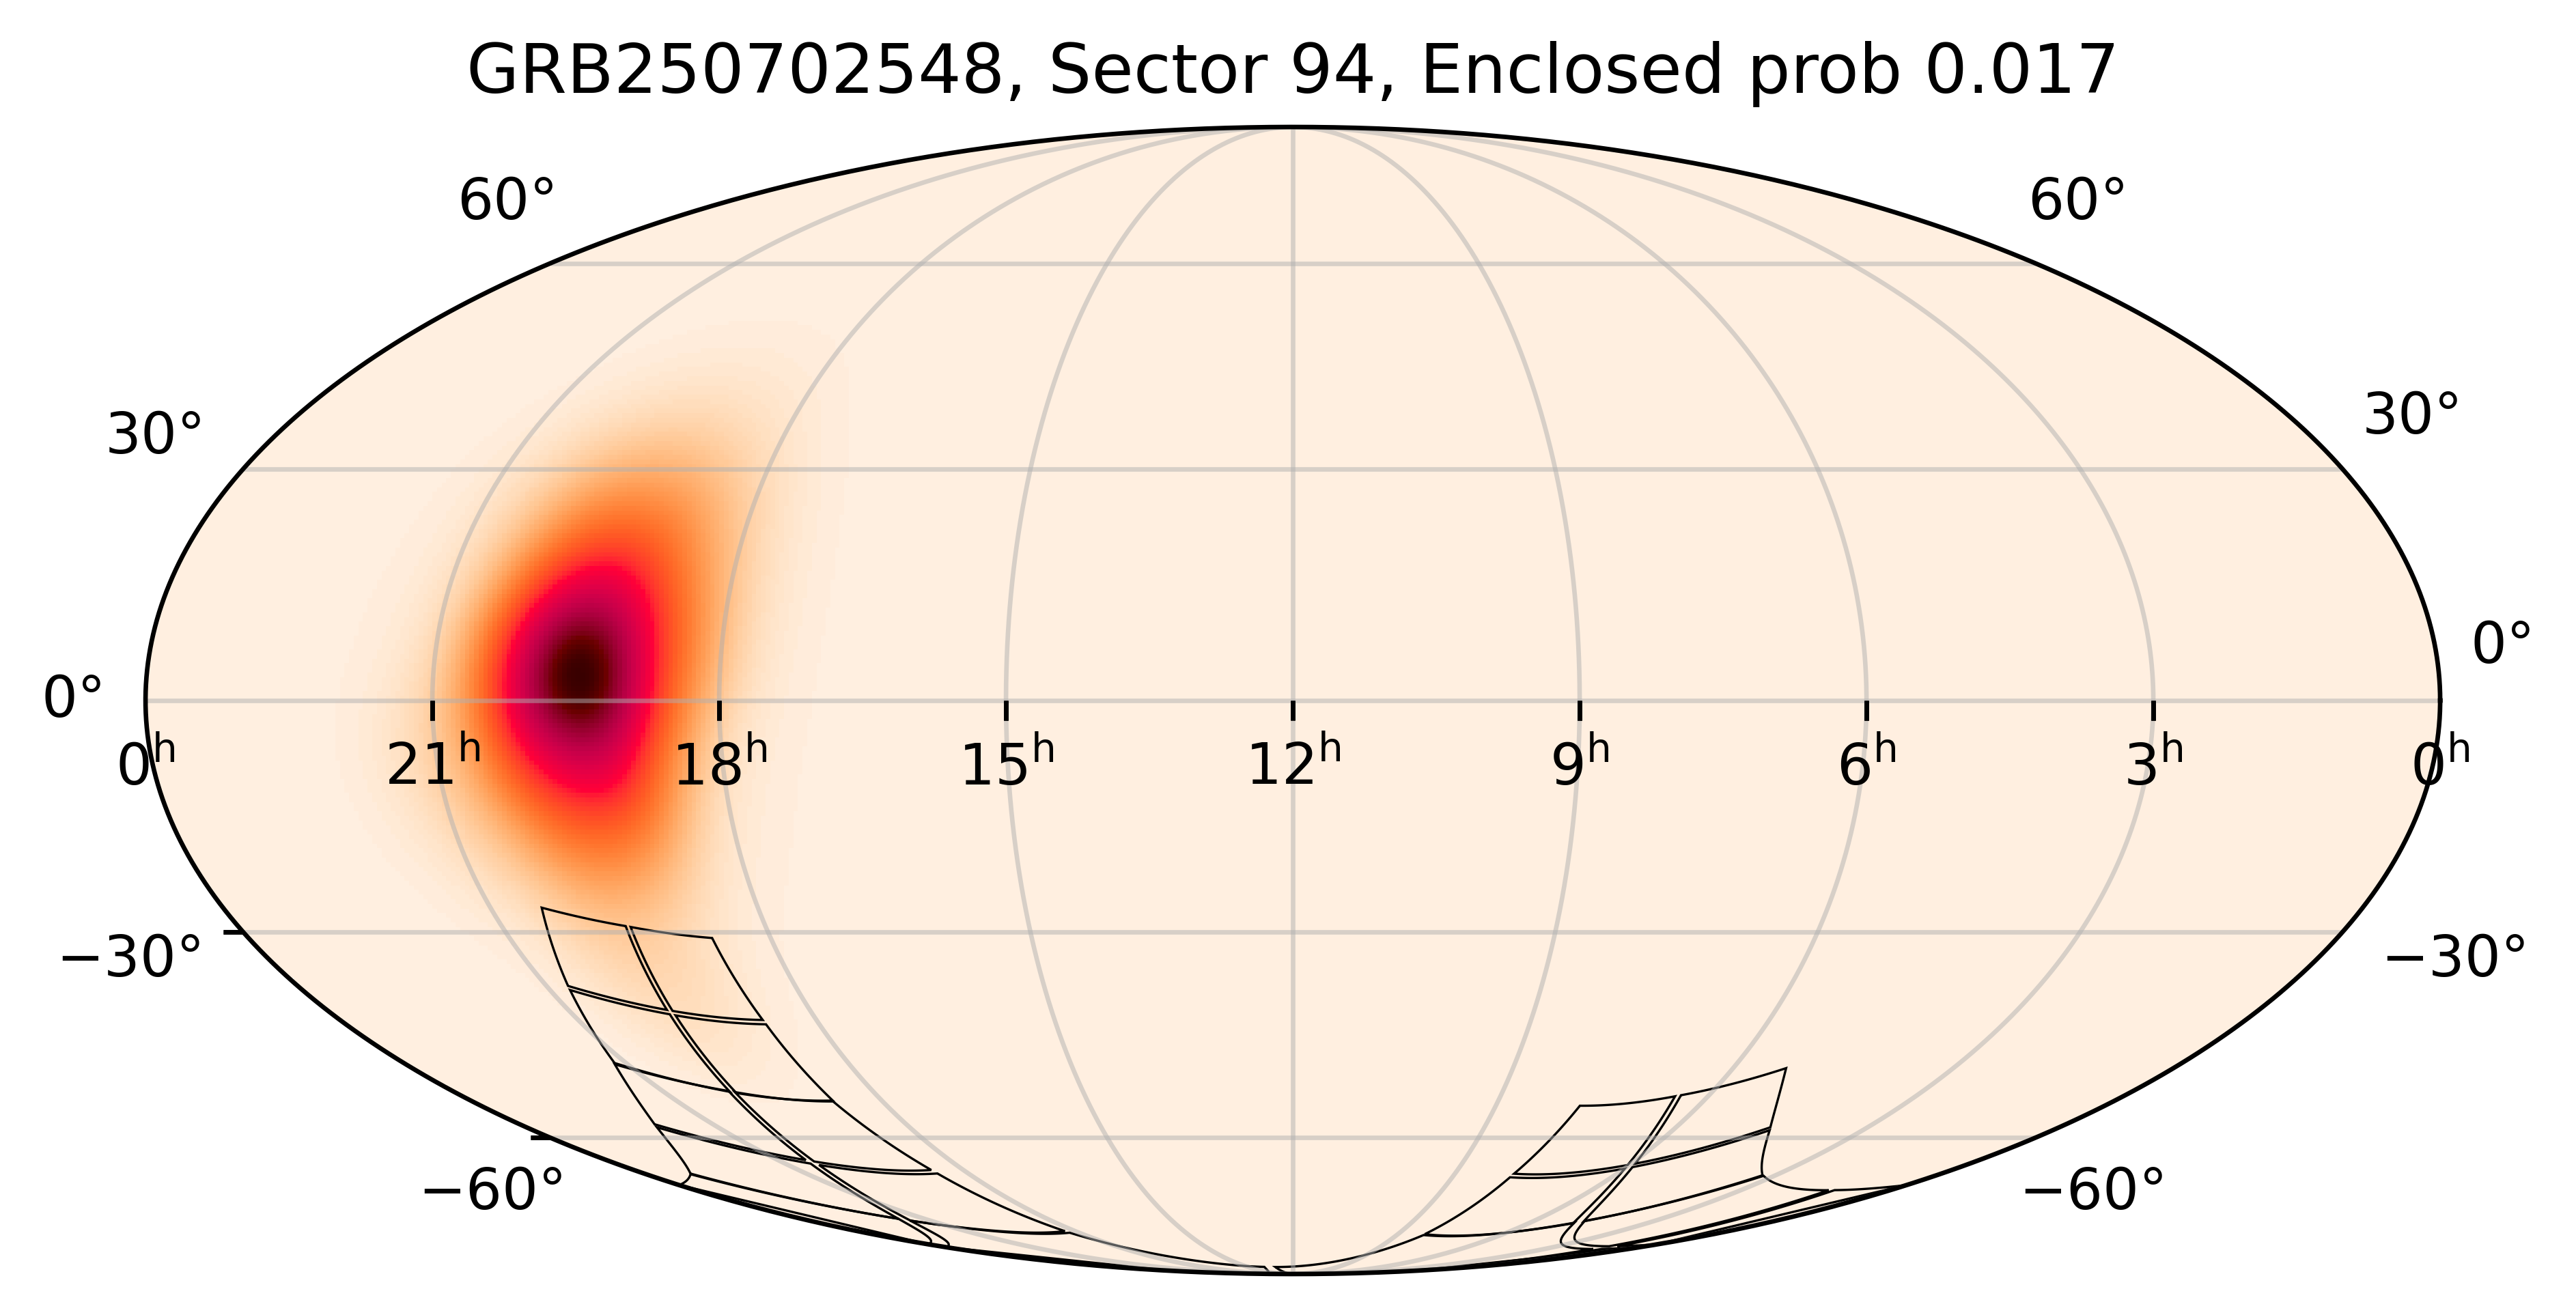 GRB250702548, Sector 94, Enclosed prob 0.017
60° 60°
30° 30°
0° 0°
0h 21h 18h 15h 12h 9h 6h 3h 0h
−30° −30°
−60° −60°